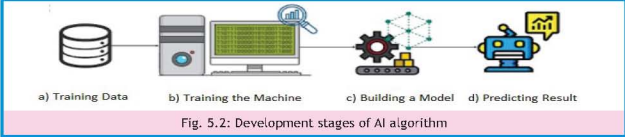 a) Training Data b) Training the Machine c) Building a Model d) Predicting Result
Fig. 5.2: Development stages of AI algorithm